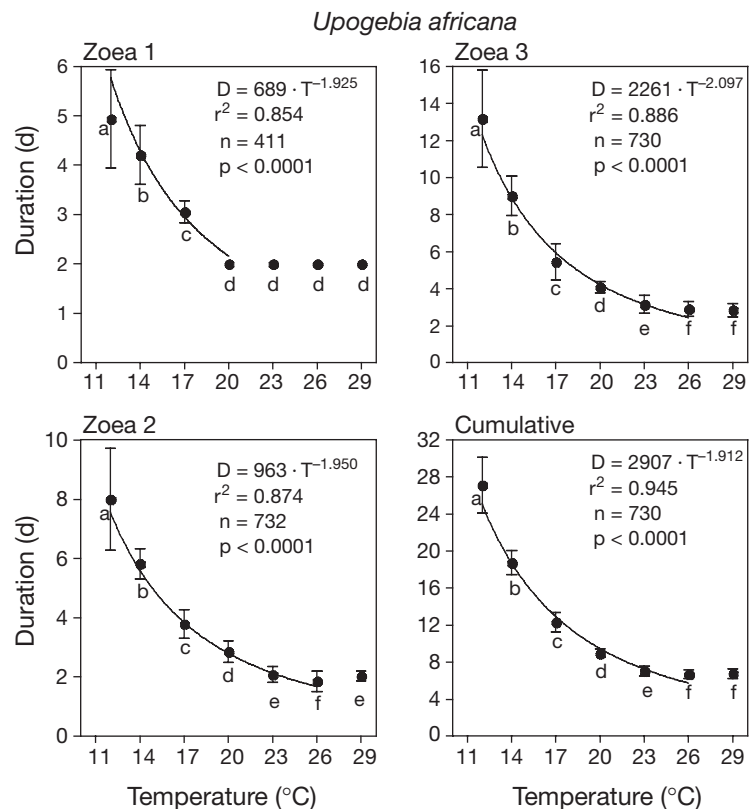 Upogebia africana
Zoea 1
D = 689 · T⁻¹·⁹²⁵
r² = 0.854
n = 411
p < 0.0001
6
5
4
3
2
1
0
a
b
c
d
d
d
d
11 14 17 20 23 26 29
Duration (d)
Zoea 3
D = 2261 · T⁻²·⁰⁹⁷
r² = 0.886
n = 730
p < 0.0001
16
14
12
10
8
6
4
2
0
a
b
c
d
e
f
f
11 14 17 20 23 26 29
Zoea 2
D = 963 · T⁻¹·⁹⁵⁰
r² = 0.874
n = 732
p < 0.0001
10
8
6
4
2
0
a
b
c
d
e
f
e
11 14 17 20 23 26 29
Duration (d)
Temperature (°C)
Cumulative
D = 2907 · T⁻¹·⁹¹²
r² = 0.945
n = 730
p < 0.0001
32
28
24
20
16
12
8
4
0
a
b
c
d
e
f
f
11 14 17 20 23 26 29
Temperature (°C)